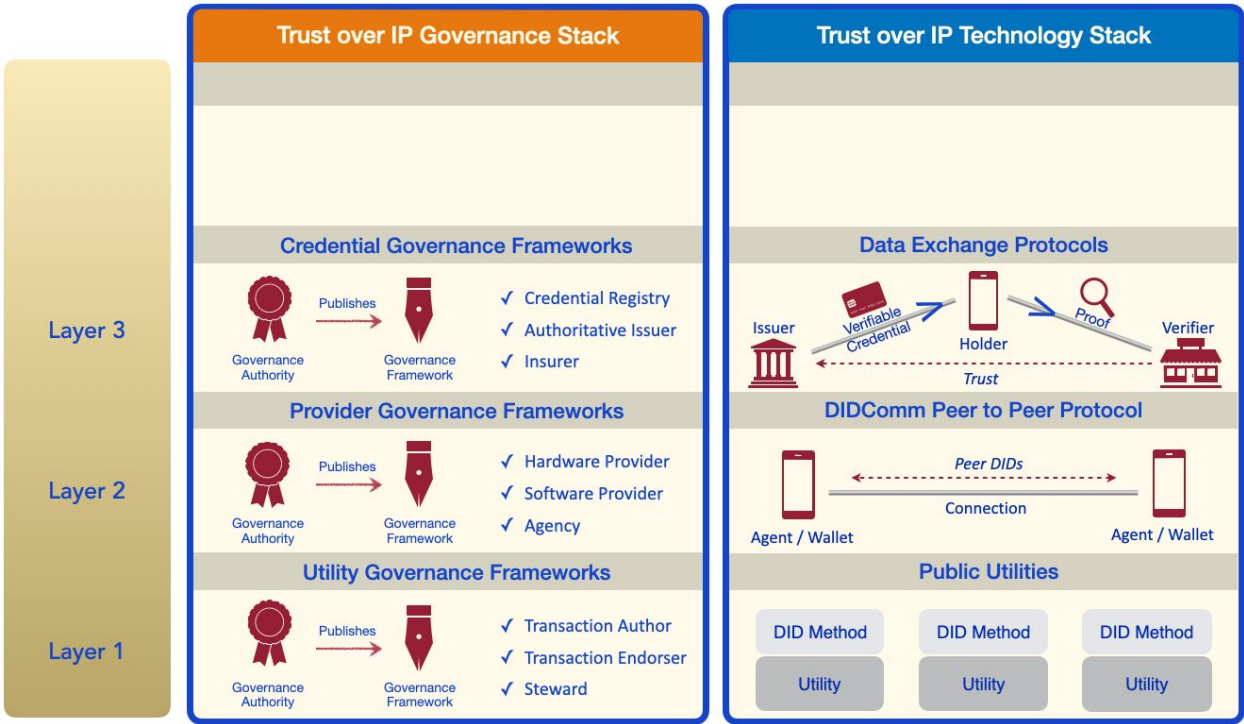 Trust over IP Governance Stack
Trust over IP Technology Stack
Layer 3
Credential Governance Frameworks
Publishes
Governance
Authority
Governance
Framework
✓ Credential Registry
✓ Authoritative Issuer
✓ Insurer
Data Exchange Protocols
Issuer
Verifiable
Credential
Holder
Proof
Verifier
Trust
Layer 2
Provider Governance Frameworks
Publishes
Governance
Authority
Governance
Framework
✓ Hardware Provider
✓ Software Provider
✓ Agency
DIDComm Peer to Peer Protocol
Peer DIDs
Connection
Agent / Wallet
Agent / Wallet
Layer 1
Utility Governance Frameworks
Publishes
Governance
Authority
Governance
Framework
✓ Transaction Author
✓ Transaction Endorser
✓ Steward
Public Utilities
DID Method
DID Method
DID Method
Utility
Utility
Utility